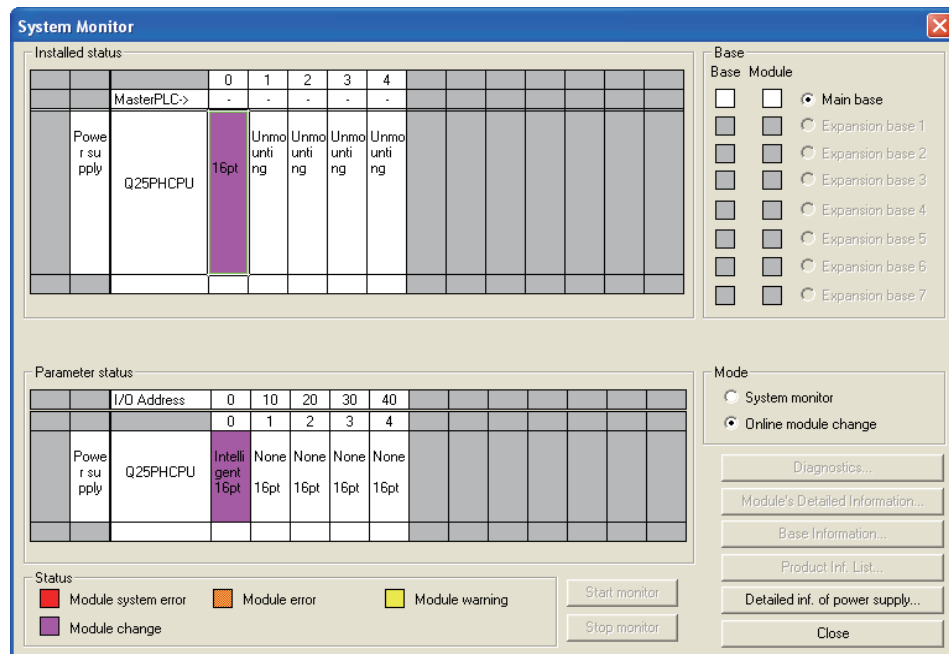 System Monitor
Installed status
0 1 2 3 4
MasterPLC-> - - - - -
Powe
r su
pply
Q25PHCPU
16pt
Unmo
unti
ng
Unmo
unti
ng
Unmo
unti
ng
Unmo
unti
ng
Base
Base Module
Main base
Expansion base 1
Expansion base 2
Expansion base 3
Expansion base 4
Expansion base 5
Expansion base 6
Expansion base 7
Parameter status
I/O Address 0 10 20 30 40
0 1 2 3 4
Powe
r su
pply
Q25PHCPU
Intelli
gent
16pt
None
16pt
None
16pt
None
16pt
None
16pt
Mode
System monitor
Online module change
Diagnostics...
Module's Detailed Information...
Base Information...
Product Inf. List...
Detailed inf. of power supply...
Close
Status
Module system error
Module error
Module warning
Module change
Start monitor
Stop monitor